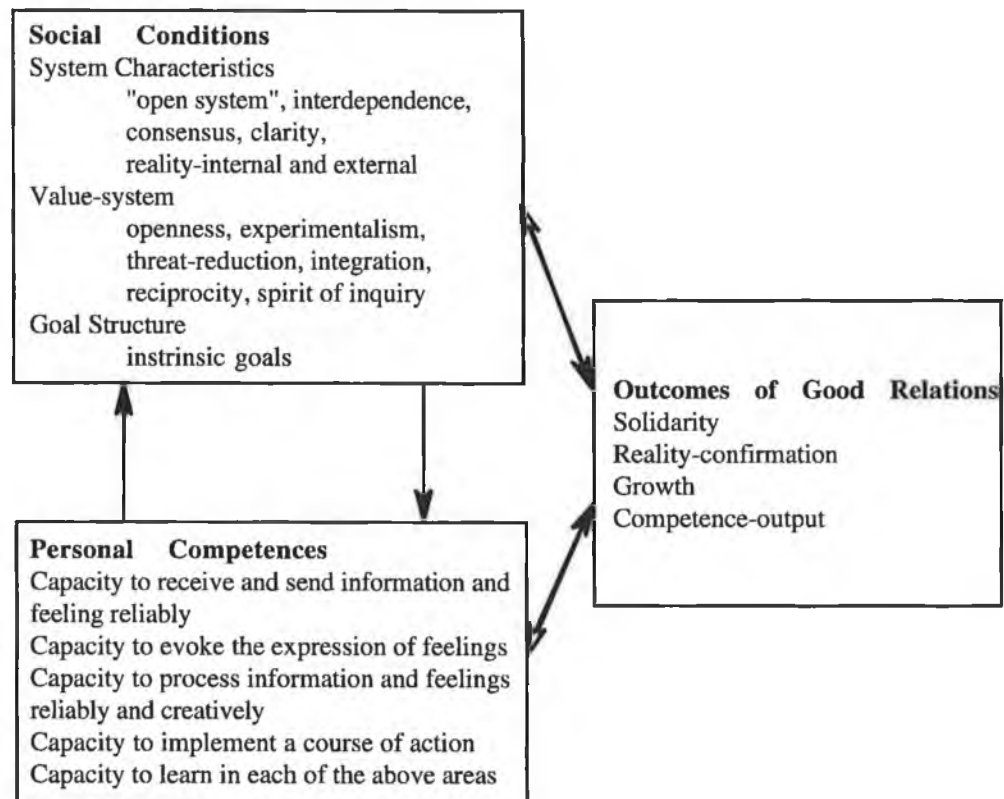 Social Conditions
System Characteristics
"open system", interdependence,
consensus, clarity,
reality-internal and external
Value-system
openness, experimentalism,
threat-reduction, integration,
reciprocity, spirit of inquiry
Goal Structure
instrinsic goals
Outcomes of Good Relations
Solidarity
Reality-confirmation
Growth
Competence-output
Personal Competences
Capacity to receive and send information and
feeling reliably
Capacity to evoke the expression of feelings
Capacity to process information and feelings
reliably and creatively
Capacity to implement a course of action
Capacity to learn in each of the above areas